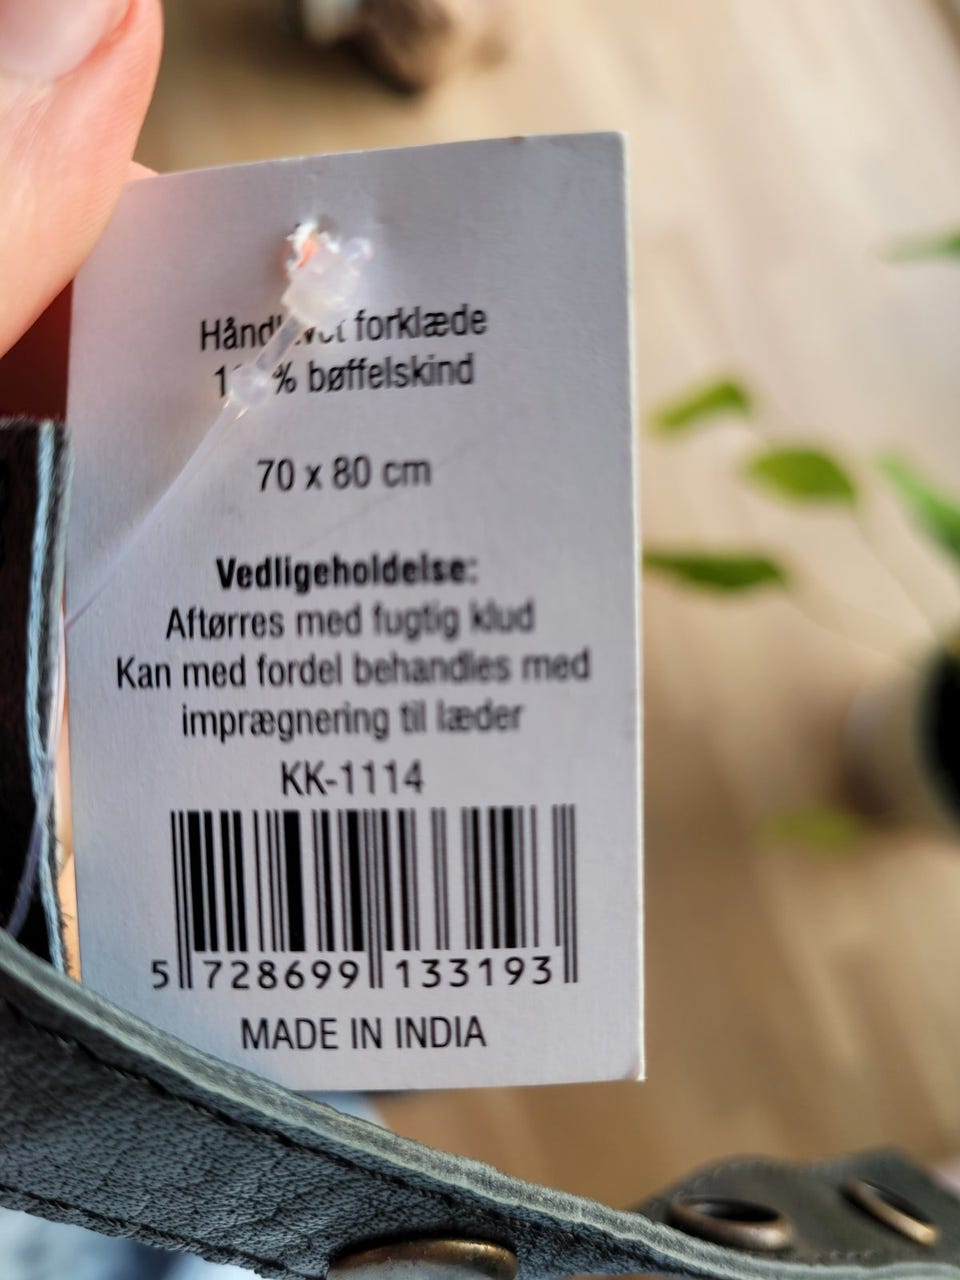 forklæde
% bøffelskind
70 x 80 cm
Vedligeholdelse:
Aftørres med fugtig klud
Kan med fordel behandles med
imprægnering til læder
KK-1114
5 728699 133193
MADE IN INDIA